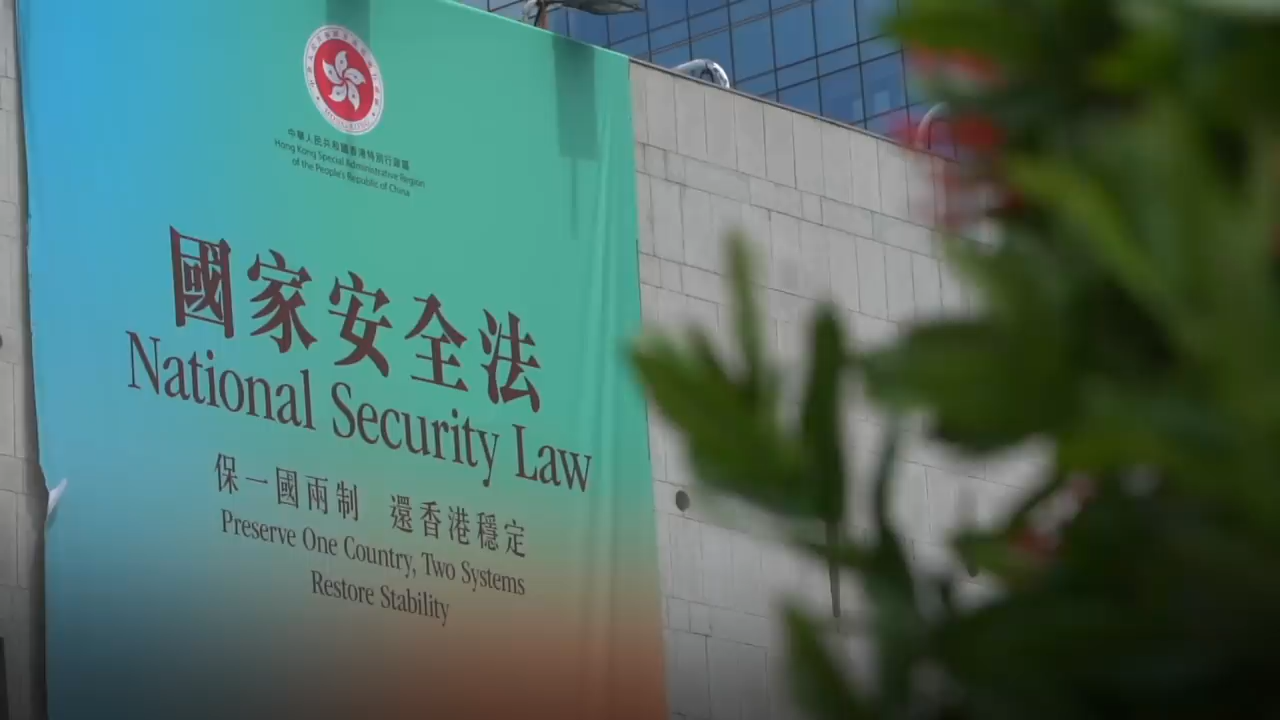 中華人民共和國香港特別行政區
Hong Kong Special Administrative Region
of the People's Republic of China
國家安全法
National Security Law
保一國兩制 還香港穩定
Preserve One Country, Two Systems
Restore Stability